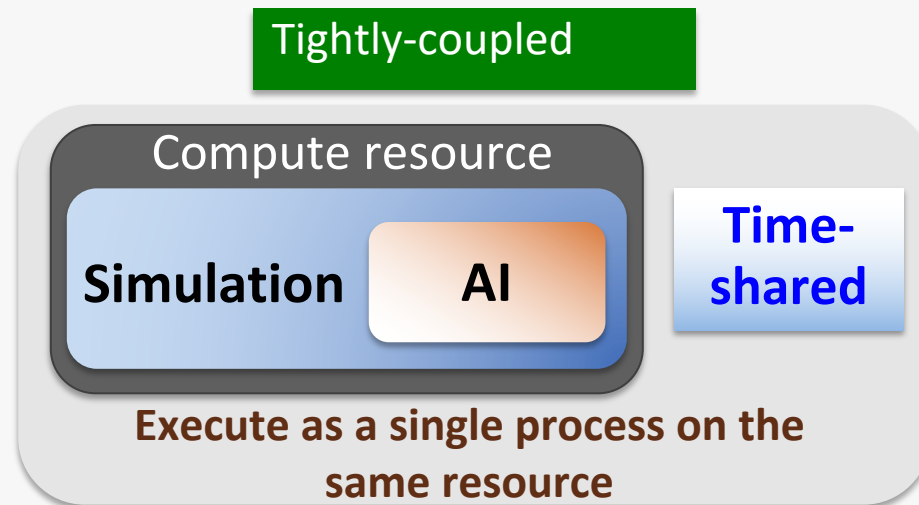 Tightly-coupled
Compute resource
Simulation
AI
Time-
shared
Execute as a single process on the
same resource